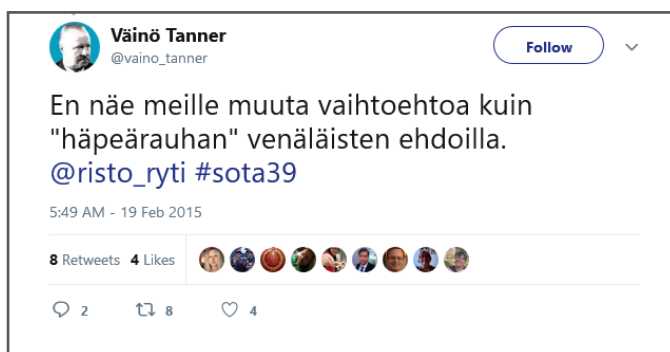 Väinö Tanner
@vaino_tanner
Follow
En näe meille muuta vaihtoehtoa kuin
"häpeärauhan" venäläisten ehdoilla.
@risto_ryti #sota39
5:49 AM - 19 Feb 2015
8 Retweets 4 Likes
2 8 4